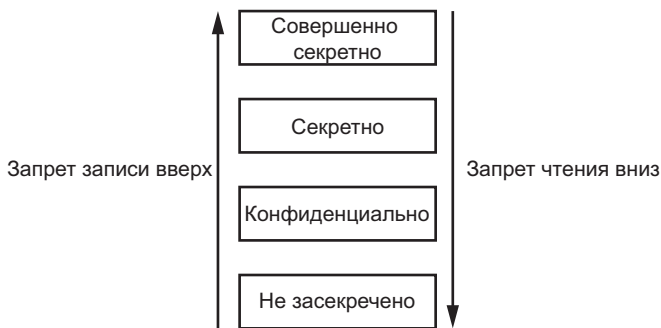 Совершенно
секретно
Секретно
Запрет записи вверх
Запрет чтения вниз
Конфиденциально
Не засекречено